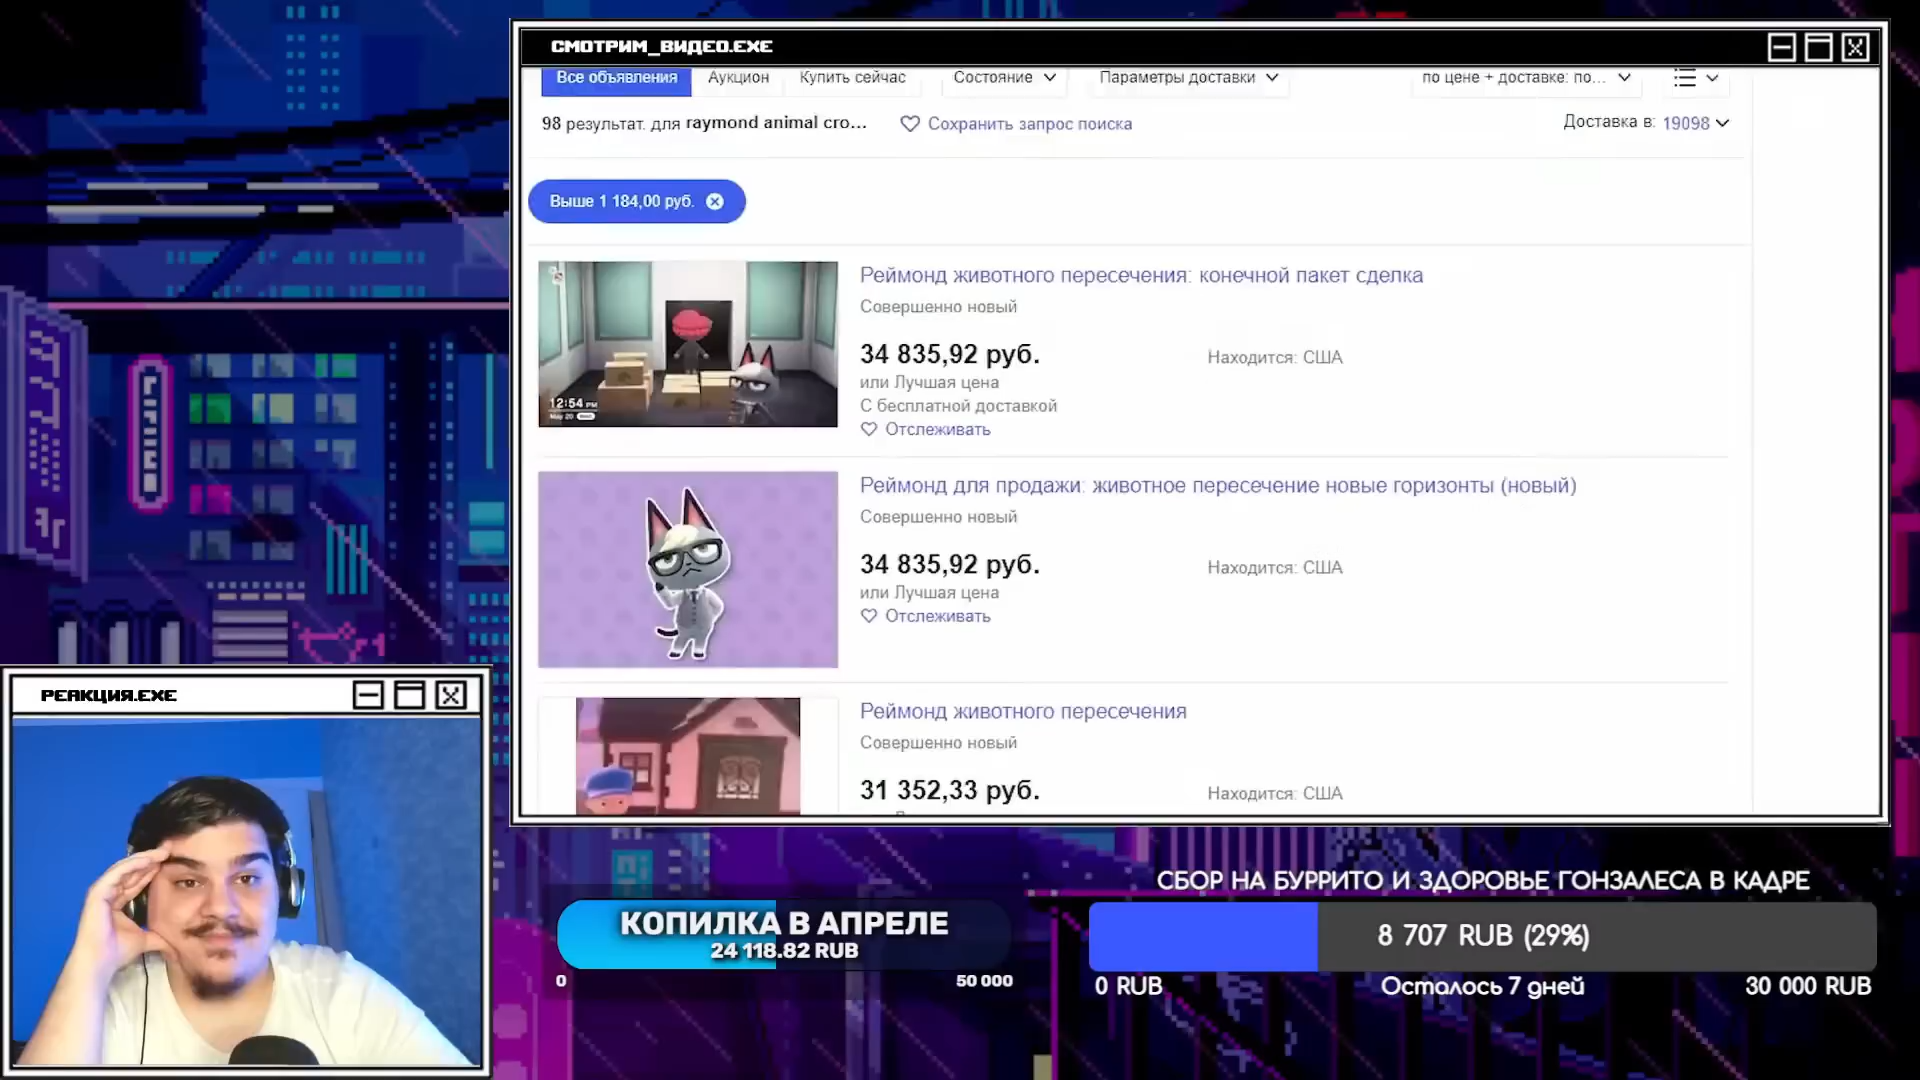 СМОТРИМ_ВИДЕО.EXE
Все объявления Аукцион Купить сейчас Состояние Параметры доставки по цене + доставке: по...
98 результат. для raymond animal cro... Сохранить запрос поиска Доставка в: 19098
Выше 1 184,00 руб.
Реймонд животного пересечения: конечной пакет сделка
Совершенно новый
34 835,92 руб. Находится: США
или Лучшая цена
С бесплатной доставкой
Отслеживать
12:54 PM
May 20
Реймонд для продажи: животное пересечение новые горизонты (новый)
Совершенно новый
34 835,92 руб. Находится: США
или Лучшая цена
Отслеживать
Реймонд животного пересечения
Совершенно новый
31 352,33 руб. Находится: США
РЕАКЦИЯ.EXE
КОПИЛКА В АПРЕЛЕ
24 118.82 RUB
0 50 000
СБОР НА БУРРИТО И ЗДОРОВЬЕ ГОНЗАЛЕСА В КАДРЕ
8 707 RUB (29%)
0 RUB Осталось 7 дней 30 000 RUB